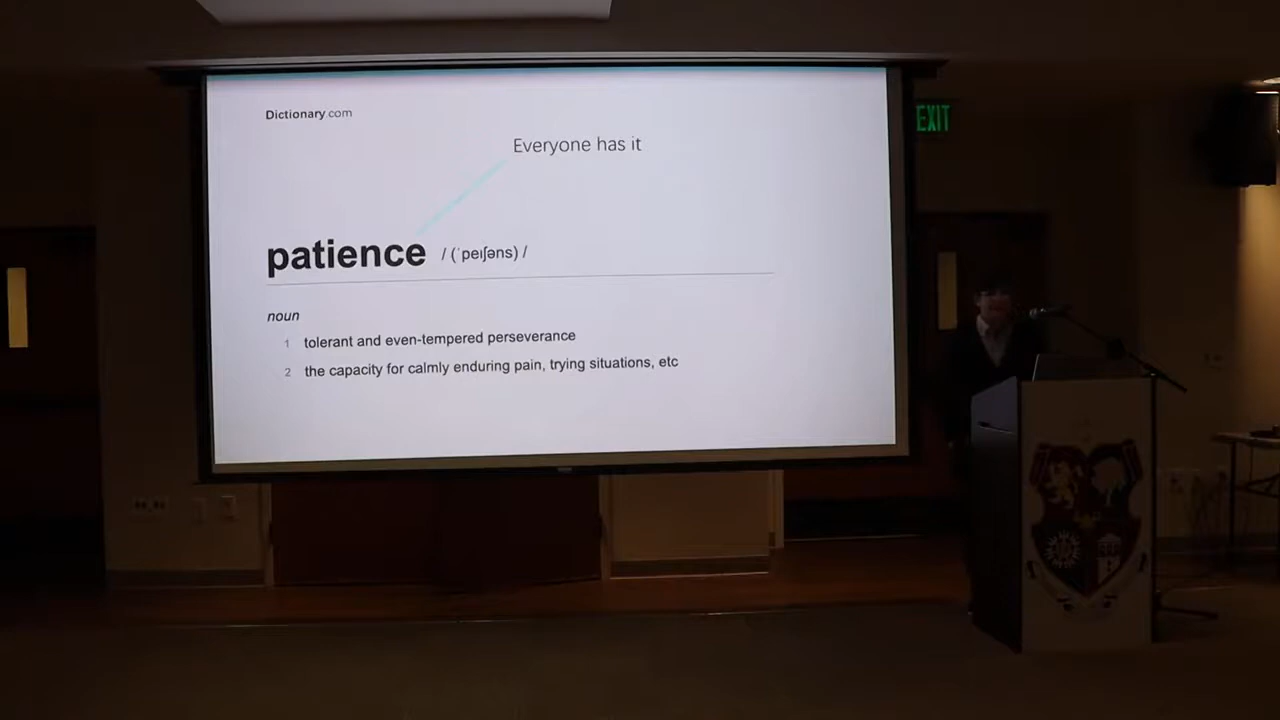 Dictionary.com
Everyone has it
patience / (ˈpeɪʃəns) /
noun
1 tolerant and even-tempered perseverance
2 the capacity for calmly enduring pain, trying situations, etc
EXIT